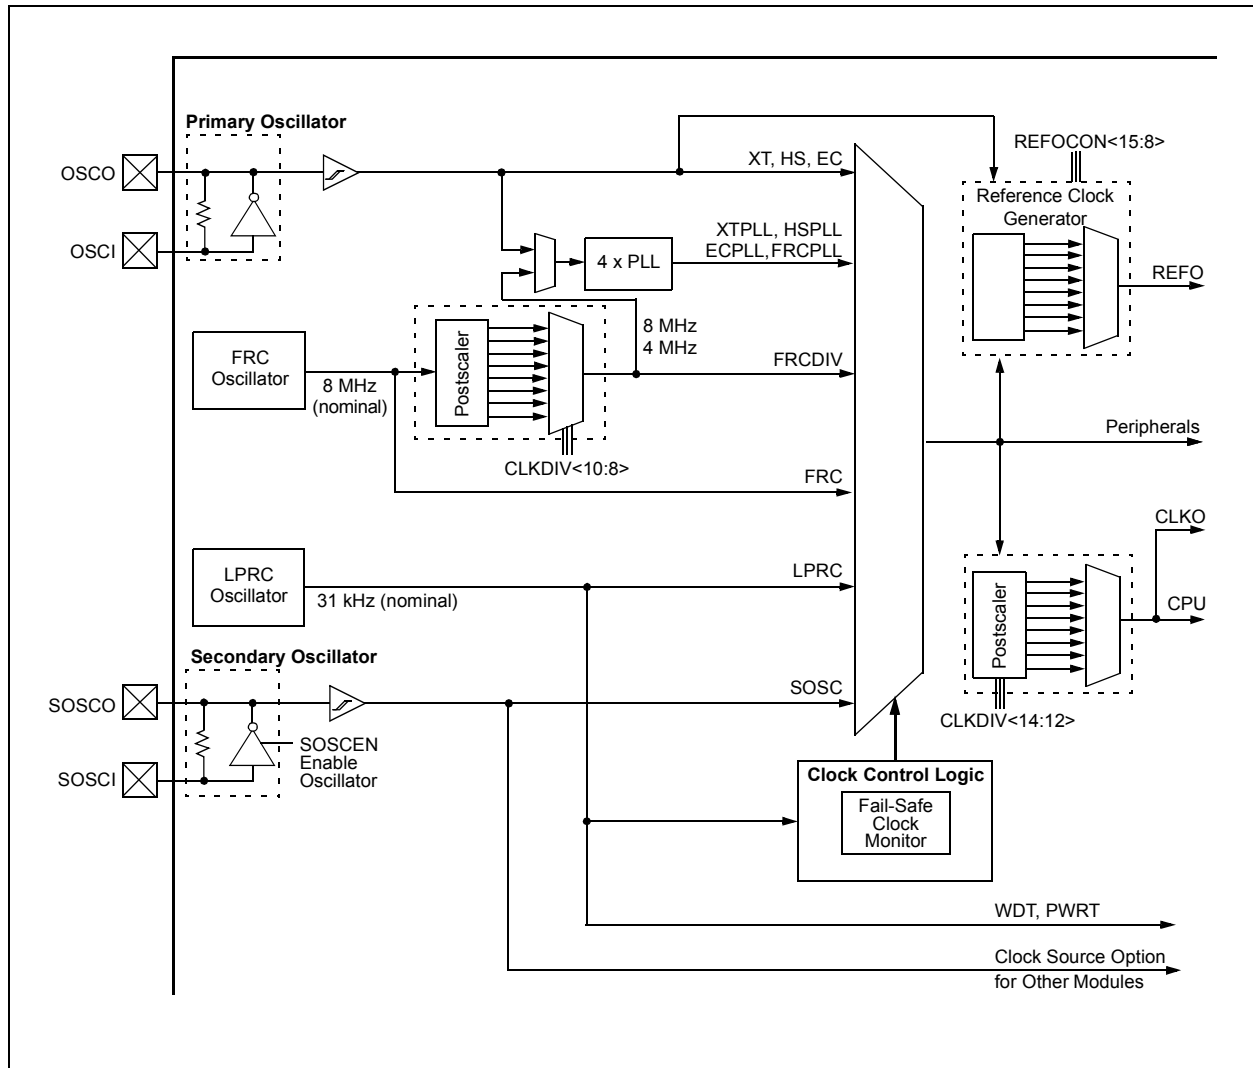 Primary Oscillator
OSCO
OSCI
XT, HS, EC
REFOCON<15:8>
Reference Clock
Generator
REFO
XTPLL, HSPLL
ECPLL, FRCPLL
4 x PLL
8 MHz
4 MHz
FRC
Oscillator
8 MHz
(nominal)
Postscaler
CLKDIV<10:8>
FRCDIV
Peripherals
FRC
LPRC
Oscillator
31 kHz (nominal)
LPRC
CLKO
CPU
Postscaler
CLKDIV<14:12>
Secondary Oscillator
SOSCO
SOSCI
SOSCEN
Enable
Oscillator
SOSC
Clock Control Logic
Fail-Safe
Clock
Monitor
WDT, PWRT
Clock Source Option
for Other Modules